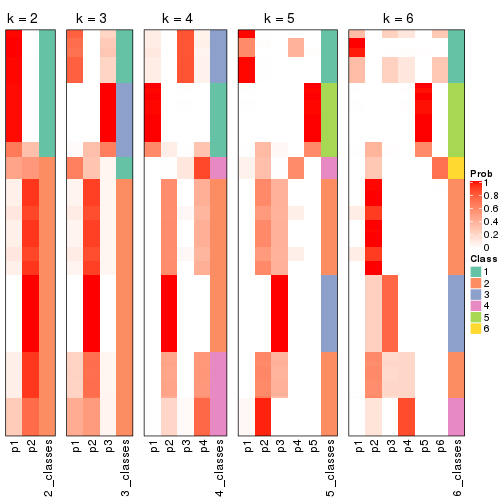 k = 2
k = 3
k = 4
k = 5
k = 6
p1
p2
2_classes
p1
p2
p3
3_classes
p1
p2
p3
p4
4_classes
p1
p2
p3
p4
p5
5_classes
p1
p2
p3
p4
p5
p6
6_classes
Prob
1
0.8
0.6
0.4
0.2
0
Class
1
2
3
4
5
6